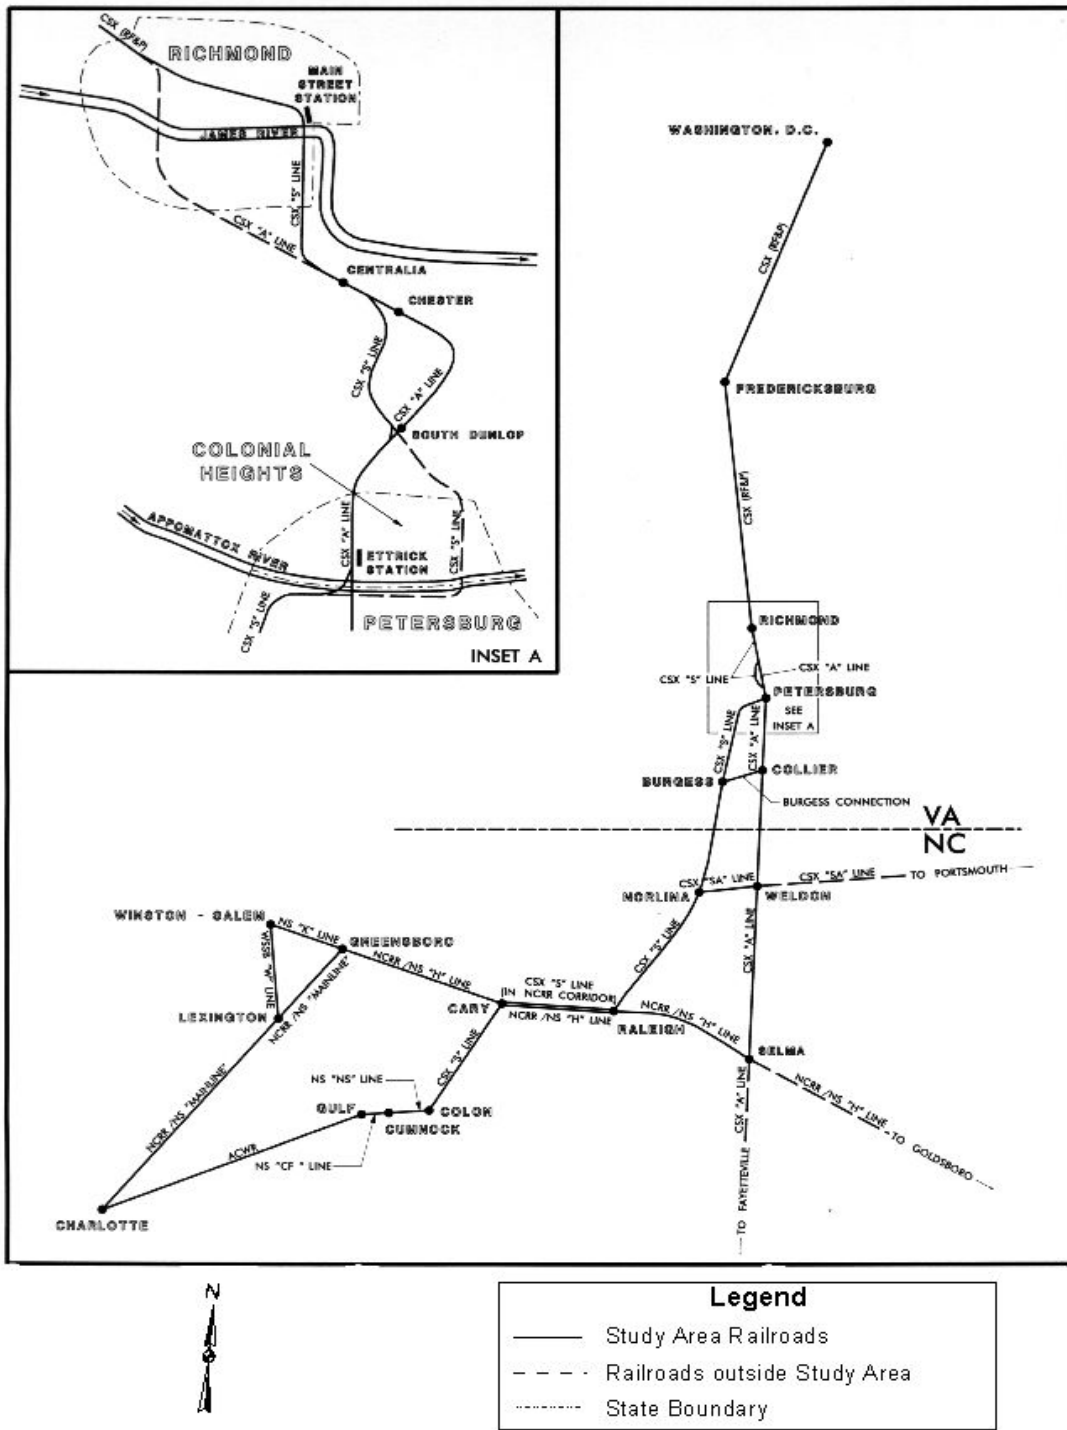 CSX (RF&P)
RICHMOND
MAIN
STREET
STATION
JAMES RIVER
CSX "S" LINE
CSX "A" LINE
CENTRALIA
CHESTER
CSX "S" LINE
CSX "A" LINE
SOUTH DUNLOP
COLONIAL
HEIGHTS
APPOMATTOX RIVER
CSX "A" LINE
CSX "S" LINE
ETTRICK
STATION
CSX "S" LINE
PETERSBURG
INSET A
WASHINGTON, D.C.
CSX (RF&P)
FREDERICKSBURG
CSX (RF&P)
RICHMOND
CSX "A" LINE
CSX "S" LINE
PETERSBURG
SEE
INSET A
CSX "S" LINE
CSX "A" LINE
BURGESS
COLLIER
BURGESS CONNECTION
VA
NC
CSX "SA" LINE
CSX "SA" LINE
TO PORTSMOUTH
NORLINA
WELDON
WINSTON - SALEM
NS "K" LINE
GREENSBORO
WSSB "W" LINE
NCRR /NS "H" LINE
CSX "S" LINE
CSX "A" LINE
CSX "S" LINE
(IN NCRR CORRIDOR)
NCRR /NS "H" LINE
LEXINGTON
NCRR /NS "MAINLINE"
CARY
RALEIGH
NCRR /NS "H" LINE
SELMA
CSX "S" LINE
NS "NS" LINE
GULF
COLON
CUMNOCK
NCRR /NS "MAINLINE"
ACWR
NS "CF " LINE
CHARLOTTE
CSX "A" LINE
TO FAYETTEVILLE
NCRR /NS "H" LINE
TO GOLDSBORO
N
Legend
Study Area Railroads
Railroads outside Study Area
State Boundary